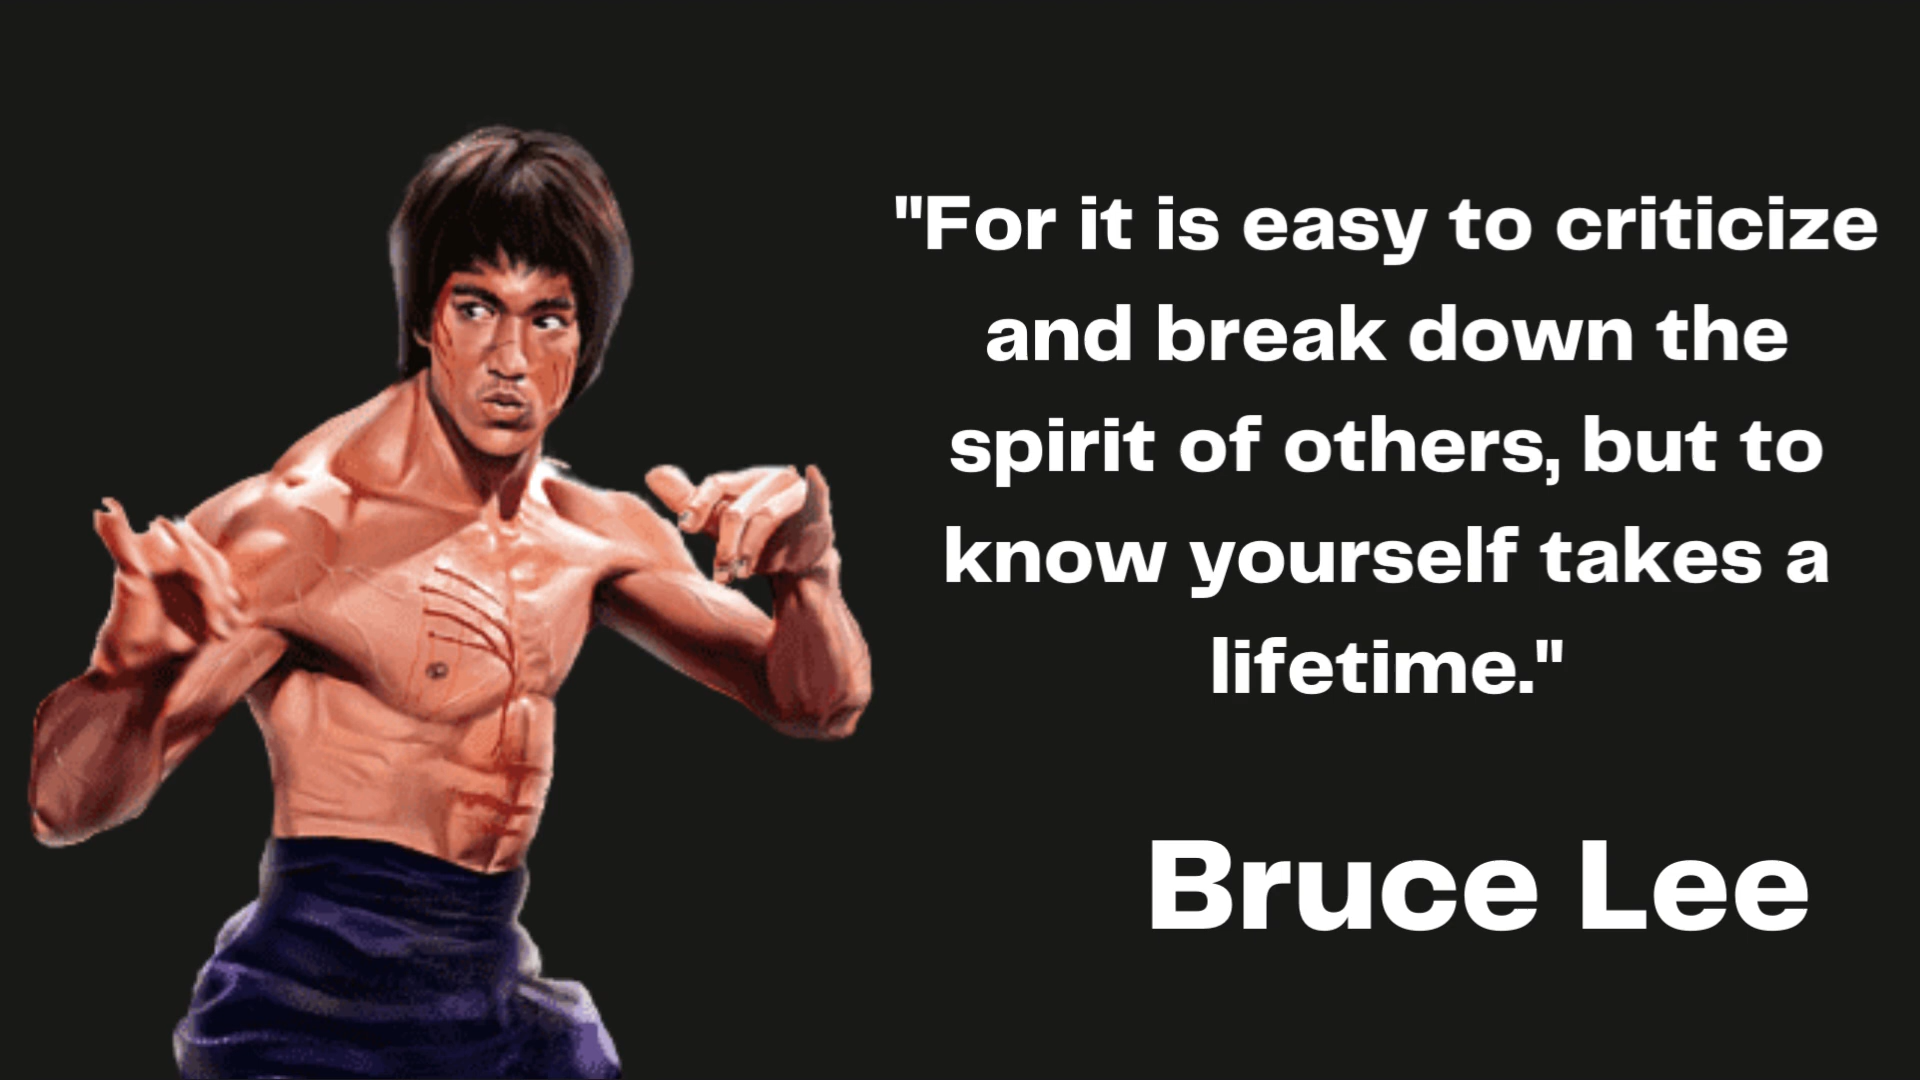 "For it is easy to criticize
and break down the
spirit of others, but to
know yourself takes a
lifetime."
Bruce Lee